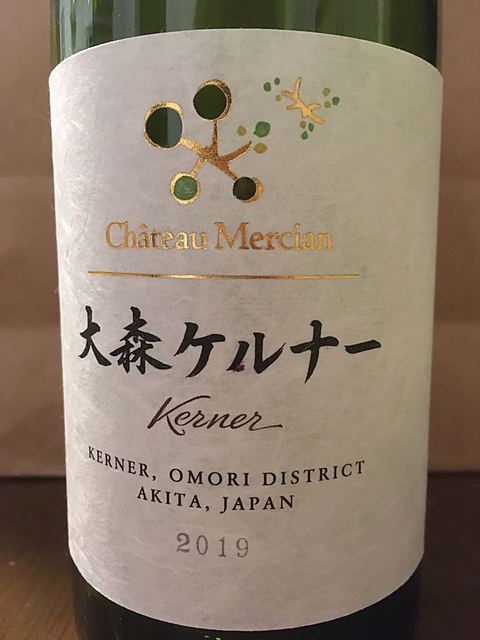 Château Mercian
大森ケルナー
Kerner
KERNER, OMORI DISTRICT
AKITA, JAPAN
2019